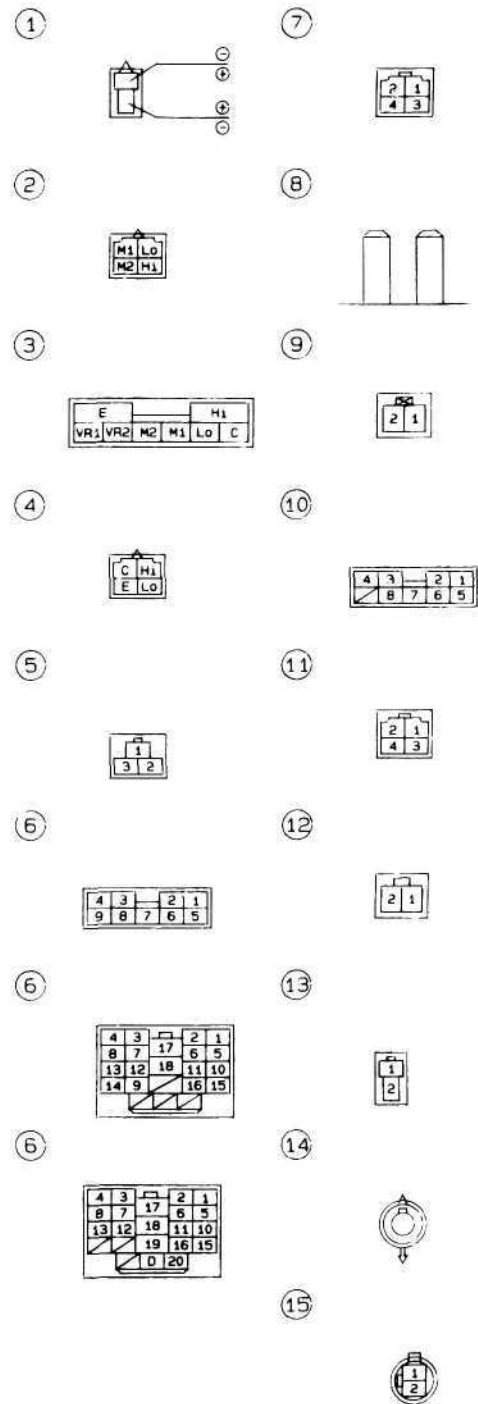 ①
⊖
⊕
⊕
⊖
②
M1 Lo
M2 Hi
③
E Hi
VR1 VR2 M2 M1 Lo C
④
C Hi
E Lo
⑤
1
3 2
⑥
4 3 2 1
9 8 7 6 5
⑥
4 3 17 2 1
8 7 6 5
13 12 18 11 10
14 9 16 15
⑥
4 3 17 2 1
8 7 6 5
13 12 18 11 10
19 16 15
D 20
⑦
2 1
4 3
⑧
⑨
2 1
⑩
4 3 2 1
8 7 6 5
⑪
2 1
4 3
⑫
2 1
⑬
1
2
⑭
⑮
1
2